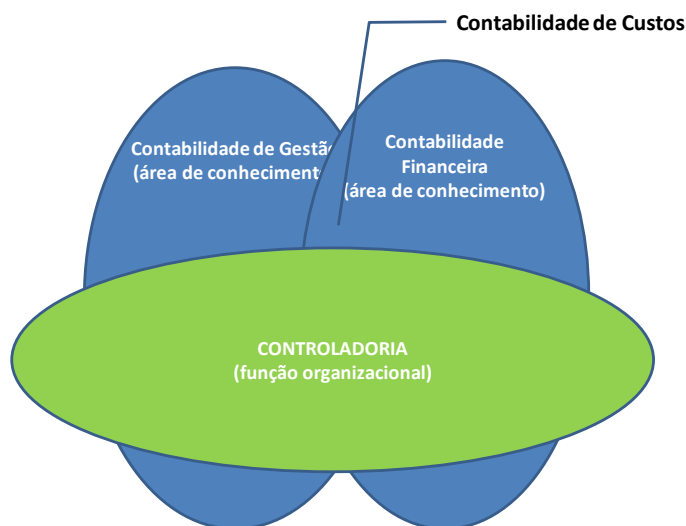 Contabilidade de Custos
Contabilidade de Gestã
(área de conhecimento
Contabilidade
Financeira
(área de conhecimento)
CONTROLADORIA
(função organizacional)